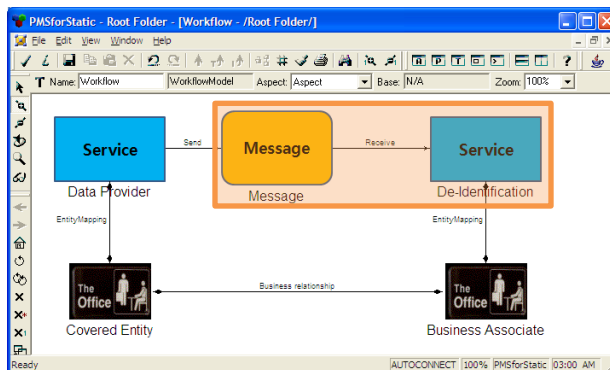 PMSforStatic - Root Folder - [Workflow - /Root Folder/]
File Edit View Window Help
Name: Workflow WorkflowModel Aspect: Aspect Base: N/A Zoom: 100%
Service Send Message Receive Service
Data Provider Message De-Identification
EntityMapping EntityMapping
The Office Business relationship The Office
Covered Entity Business Associate
Ready AUTOCONNECT 100% PMSforStatic 03:00 AM